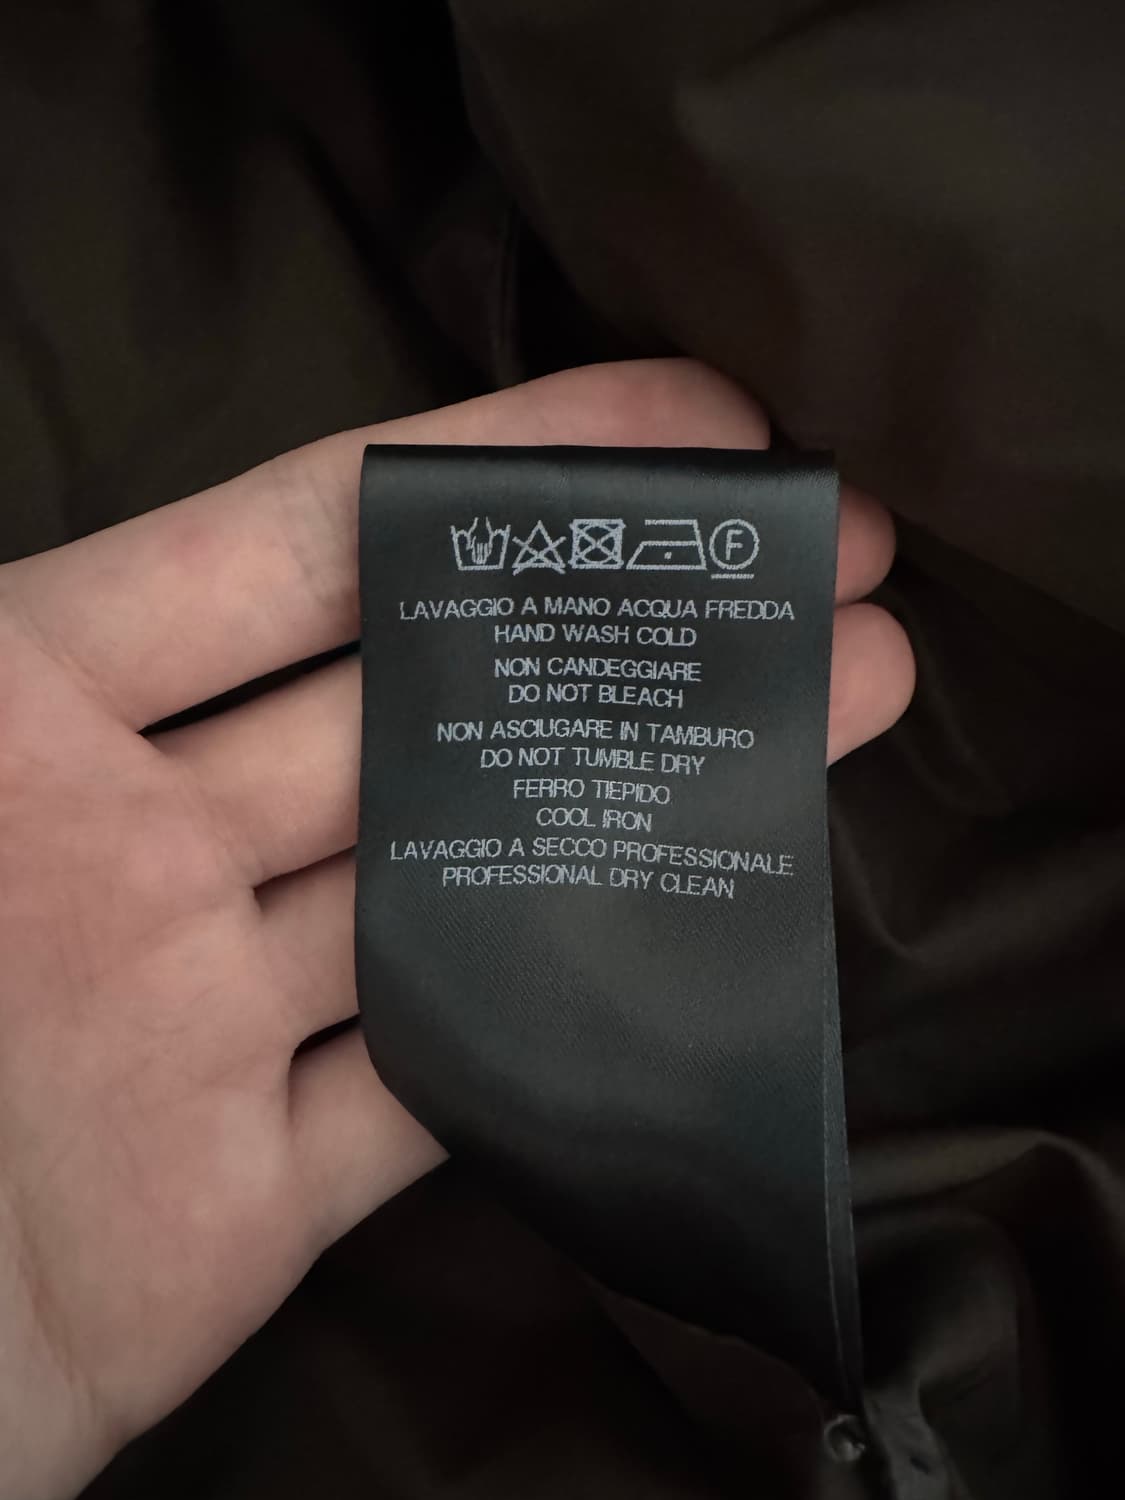 F
LAVAGGIO A MANO ACQUA FREDDA
HAND WASH COLD
NON CANDEGGIARE
DO NOT BLEACH
NON ASCIUGARE IN TAMBURO
DO NOT TUMBLE DRY
FERRO TIEPIDO
COOL IRON
LAVAGGIO A SECCO PROFESSIONALE
PROFESSIONAL DRY CLEAN